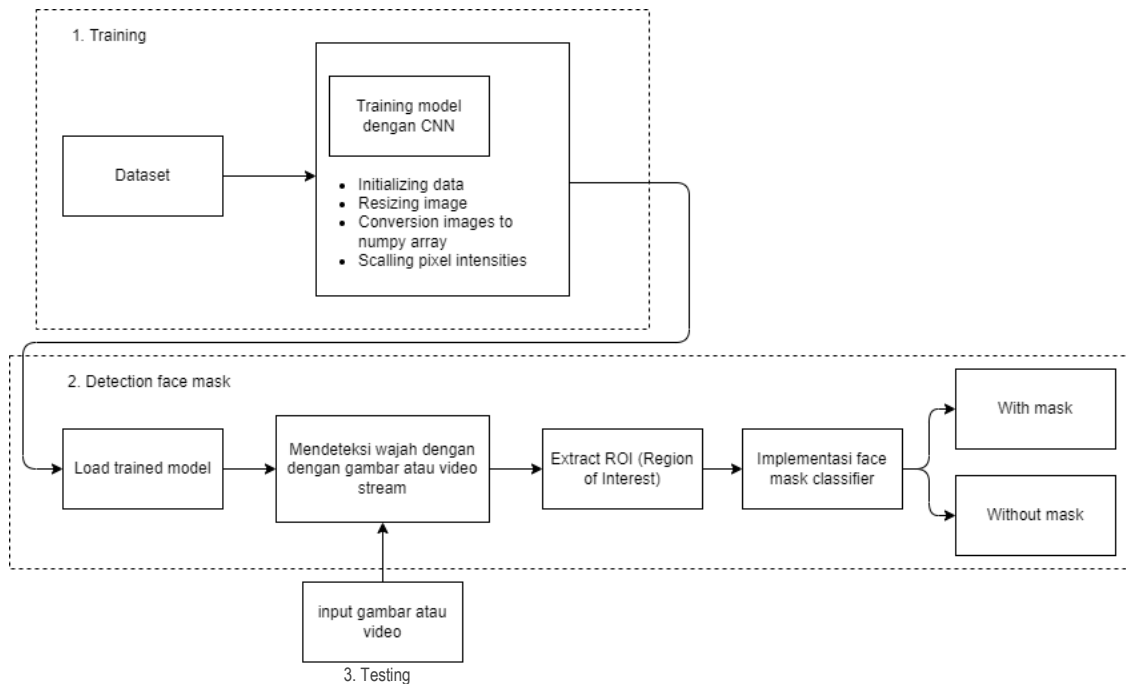 1. Training
Dataset
Training model
dengan CNN
• Initializing data
• Resizing image
• Conversion images to
numpy array
• Scalling pixel intensities
2. Detection face mask
Load trained model
Mendeteksi wajah dengan
dengan gambar atau video
stream
Extract ROI (Region
of Interest)
Implementasi face
mask classifier
With mask
Without mask
input gambar atau
video
3. Testing